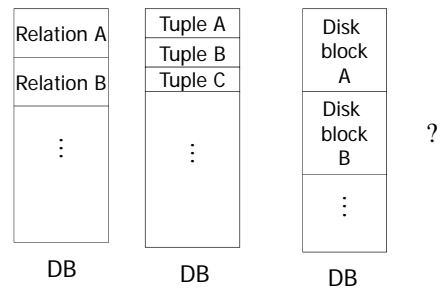 Relation A
Relation B
⋮
DB
Tuple A
Tuple B
Tuple C
⋮
DB
Disk
block
A
Disk
block
B
⋮
DB
?